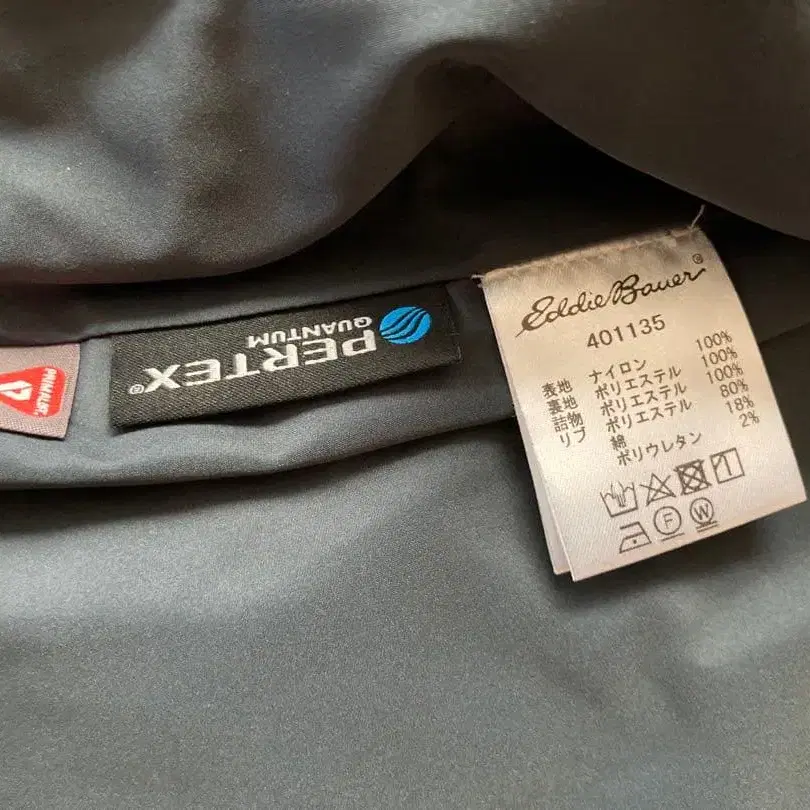 PRIMALOFT
PERTEX®
QUANTUM
Eddie Bauer®
401135
表地 ナイロン 100%
裏地 ポリエステル 100%
詰物 ポリエステル 100%
リブ ポリエステル 80%
綿 18%
ポリウレタン 2%
F
W